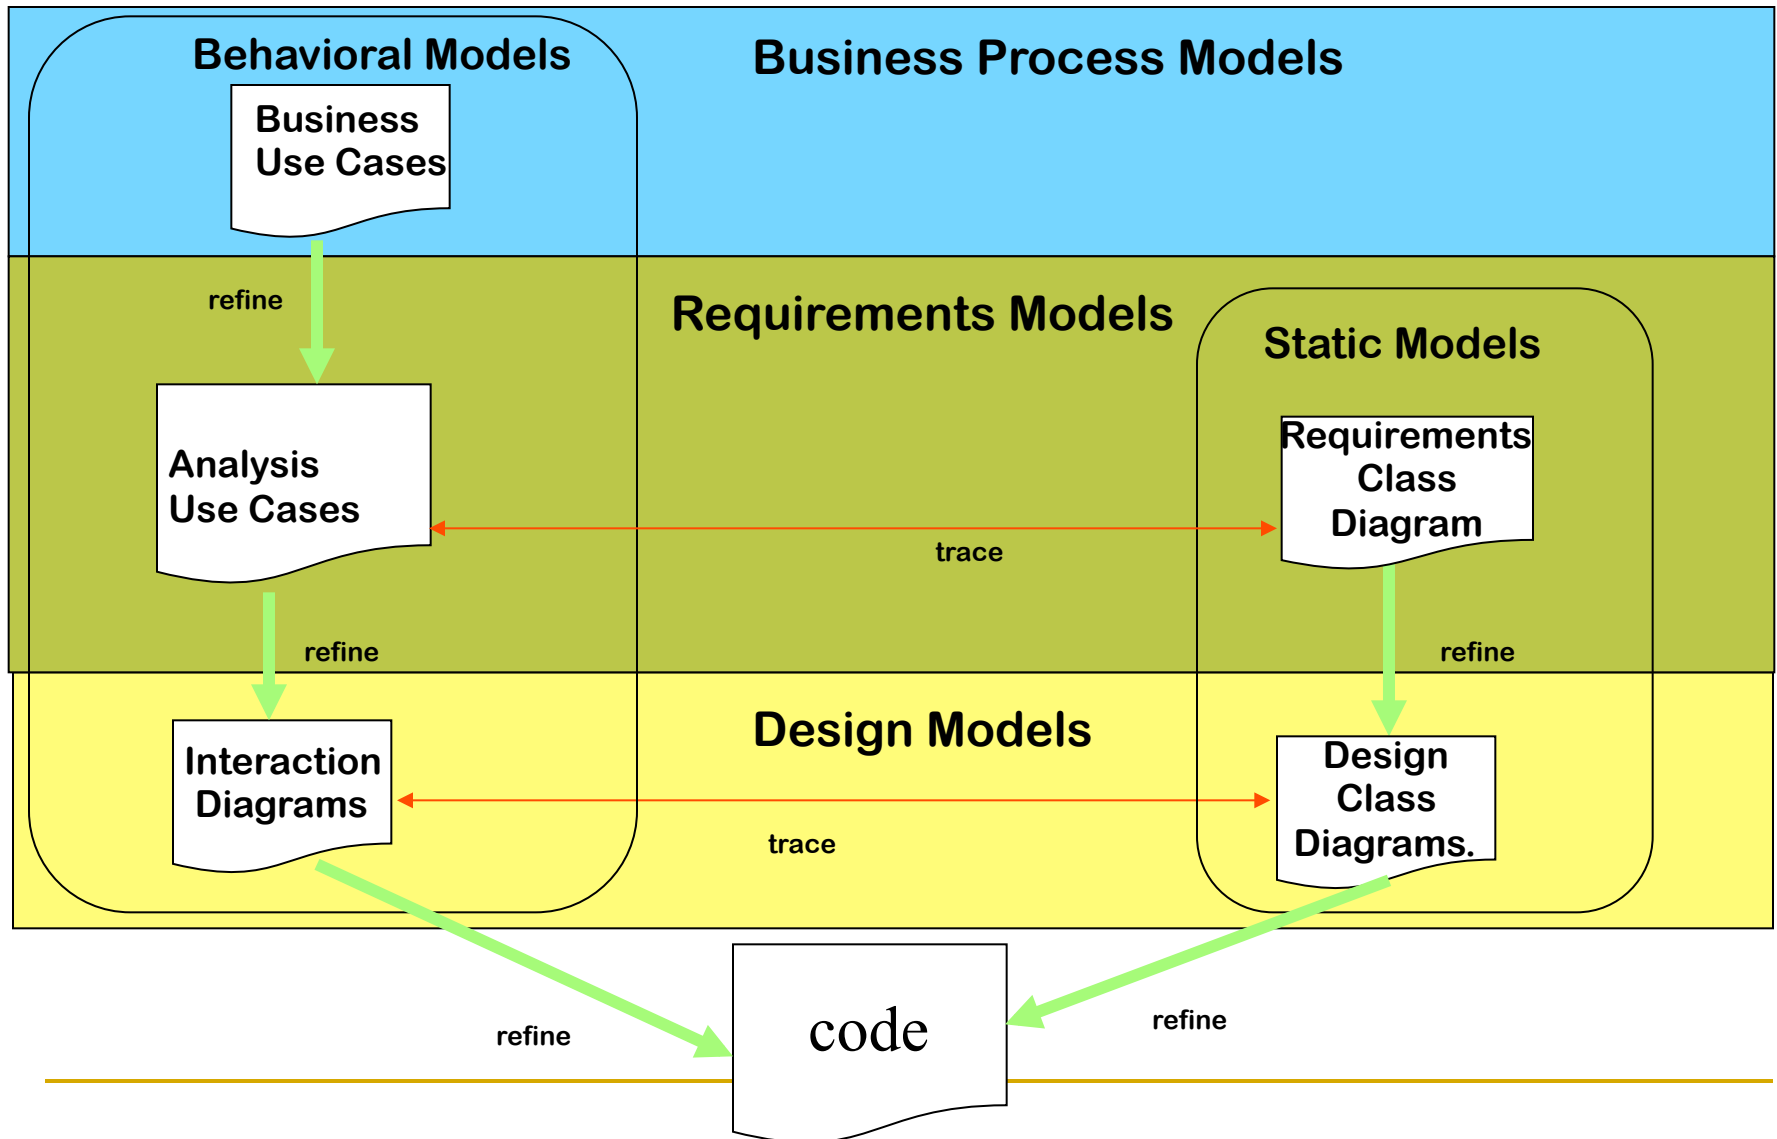 Behavioral Models
Business Process Models
Business
Use Cases
refine
Requirements Models
Static Models
Analysis
Use Cases
Requirements
Class
Diagram
trace
refine
refine
Design Models
Interaction
Diagrams
Design
Class
Diagrams.
trace
code
refine
refine